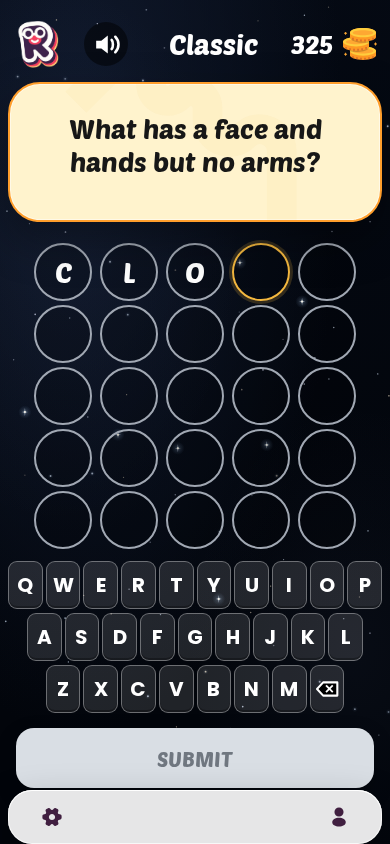 R
Classic
325
What has a face and
hands but no arms?
C L O
Q W E R T Y U I O P
A S D F G H J K L
Z X C V B N M
SUBMIT